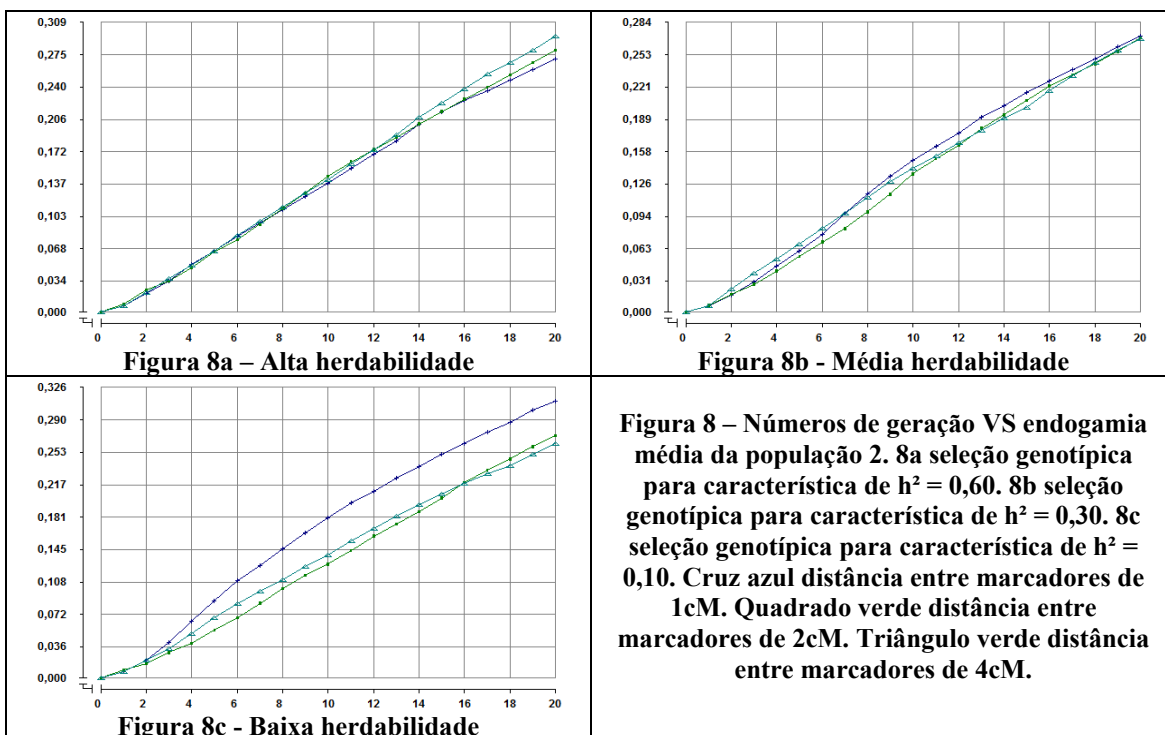 0,309
0,275
0,240
0,206
0,172
0,137
0,103
0,068
0,034
0,000
0 2 4 6 8 10 12 14 16 18 20
Figura 8a – Alta herdabilidade
0,284
0,253
0,221
0,189
0,158
0,126
0,094
0,063
0,031
0,000
0 2 4 6 8 10 12 14 16 18 20
Figura 8b - Média herdabilidade
0,326
0,290
0,253
0,217
0,181
0,145
0,108
0,072
0,036
0,000
0 2 4 6 8 10 12 14 16 18 20
Figura 8c - Baixa herdabilidade
Figura 8 – Números de geração VS endogamia
média da população 2. 8a seleção genotípica
para característica de h² = 0,60. 8b seleção
genotípica para característica de h² = 0,30. 8c
seleção genotípica para característica de h² =
0,10. Cruz azul distância entre marcadores de
1cM. Quadrado verde distância entre
marcadores de 2cM. Triângulo verde distância
entre marcadores de 4cM.